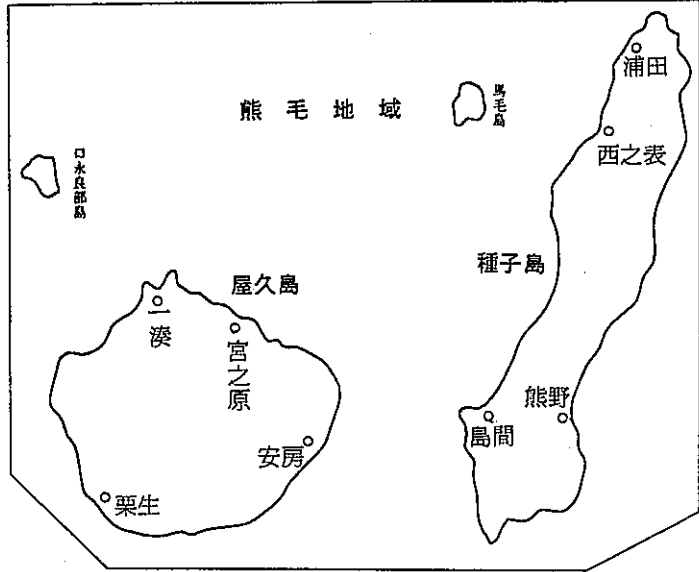 浦田
熊毛地域
馬毛島
西之表
口永良部島
種子島
屋久島
一湊
宮之原
熊野
島間
安房
栗生